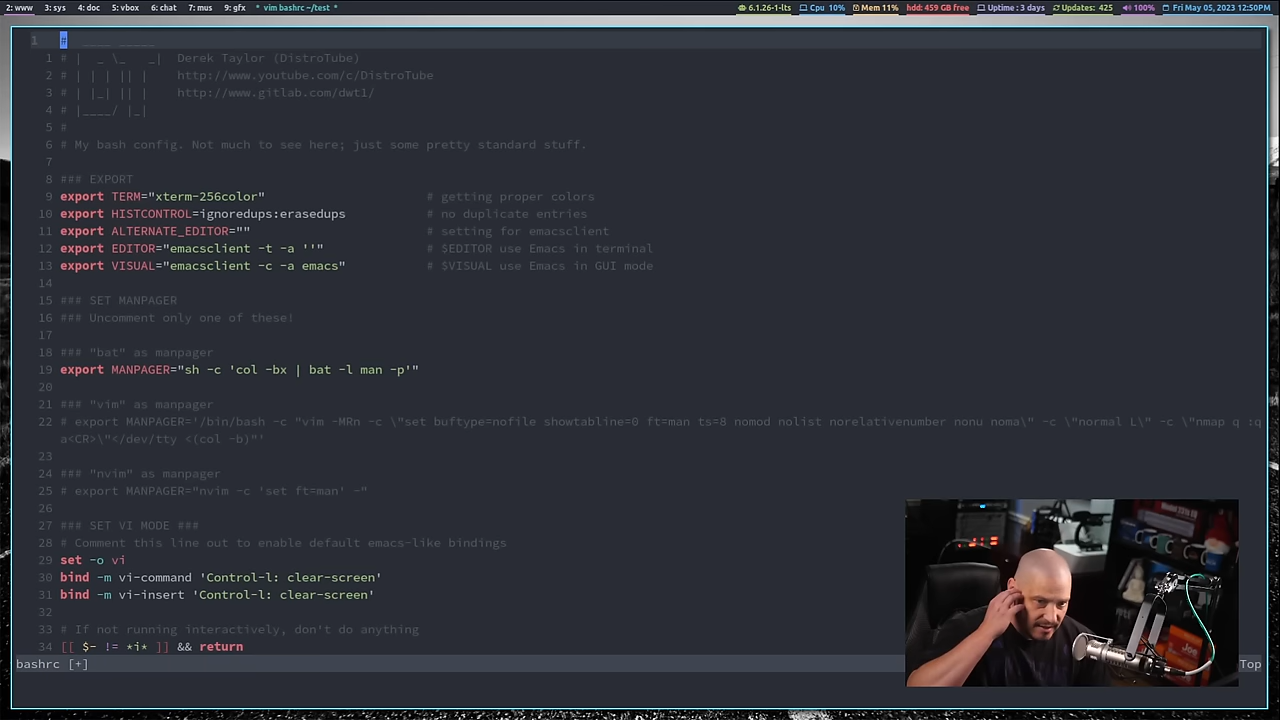 2: www 3: sys 4: doc 5: vbox 6: chat 7: mus 9: gfx * vim bashrc ~/test * 6.1.26-1-lts Cpu 10% Mem 11% hdd: 459 GB free Uptime : 3 days Updates: 425 100% Fri May 05, 2023 12:50PM
1 #  ____ _____
1 # |  _ \_   _|  Derek Taylor (DistroTube)
2 # | | | || |    http://www.youtube.com/c/DistroTube
3 # | |_| || |    http://www.gitlab.com/dwt1/
4 # |____/ |_|
5 #
6 # My bash config. Not much to see here; just some pretty standard stuff.
7
8 ### EXPORT
9 export TERM="xterm-256color"                      # getting proper colors
10 export HISTCONTROL=ignoredups:erasedups           # no duplicate entries
11 export ALTERNATE_EDITOR=""                        # setting for emacsclient
12 export EDITOR="emacsclient -t -a ''"              # $EDITOR use Emacs in terminal
13 export VISUAL="emacsclient -c -a emacs"           # $VISUAL use Emacs in GUI mode
14
15 ### SET MANPAGER
16 ### Uncomment only one of these!
17
18 ### "bat" as manpager
19 export MANPAGER="sh -c 'col -bx | bat -l man -p'"
20
21 ### "vim" as manpager
22 # export MANPAGER='/bin/bash -c "vim -MRn -c \"set buftype=nofile showtabline=0 ft=man ts=8 nomod nolist norelativenumber nonu noma\" -c \"normal L\" -c \"nmap q :q
a<CR>\"</dev/tty <(col -b)"'
23
24 ### "nvim" as manpager
25 # export MANPAGER="nvim -c 'set ft=man' -"
26
27 ### SET VI MODE ###
28 # Comment this line out to enable default emacs-like bindings
29 set -o vi
30 bind -m vi-command 'Control-l: clear-screen'
31 bind -m vi-insert 'Control-l: clear-screen'
32
33 # If not running interactively, don't do anything
34 [[ $- != *i* ]] && return
bashrc [+] Top